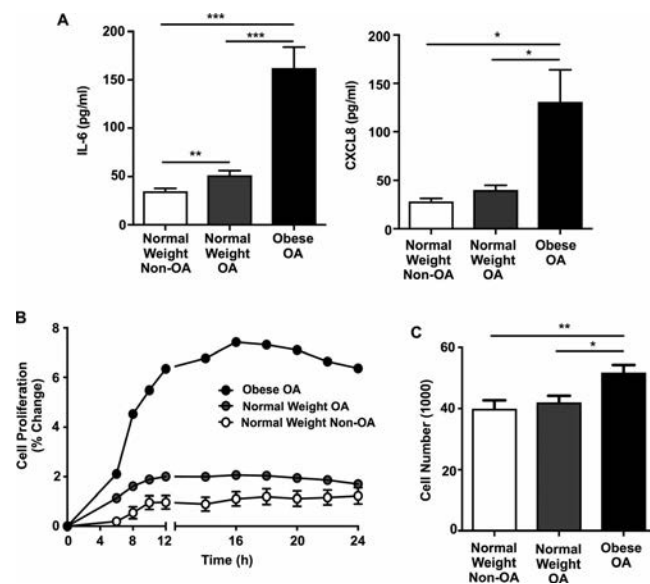 A
***
***
**
IL-6 (pg/ml)
200
150
100
50
0
Normal
Weight
Non-OA
Normal
Weight
OA
Obese
OA
*
*
CXCL8 (pg/ml)
200
150
100
50
0
Normal
Weight
Non-OA
Normal
Weight
OA
Obese
OA
B
Cell Proliferation
(% Change)
8
6
4
2
0
Obese OA
Normal Weight OA
Normal Weight Non-OA
0
4
8
12
16
20
24
Time (h)
C
**
*
Cell Number (1000)
60
40
20
0
Normal
Weight
Non-OA
Normal
Weight
OA
Obese
OA